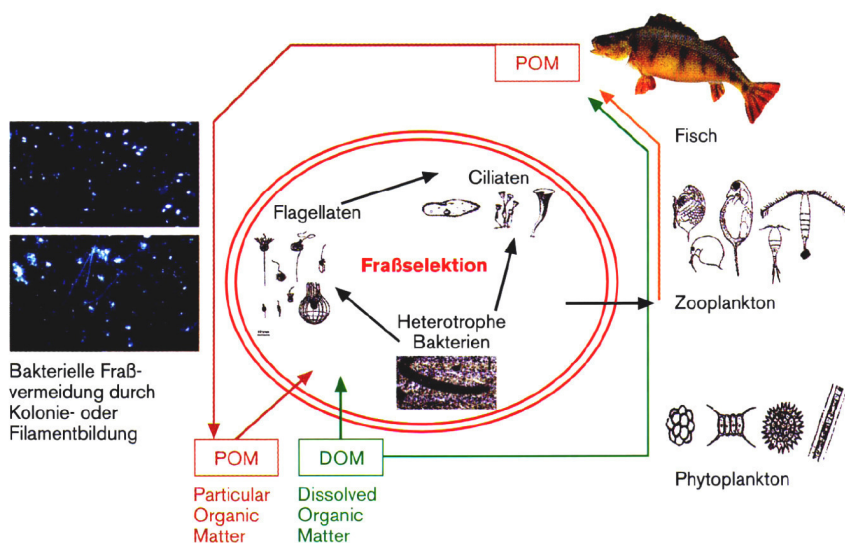 POM
Fisch
Ciliaten
Flagellaten
Fraßselektion
Zooplankton
Heterotrophe
Bakterien
Bakterielle Fraß-
vermeidung durch
Kolonie- oder
Filamentbildung
POM
DOM
Phytoplankton
Particular
Organic
Matter
Dissolved
Organic
Matter